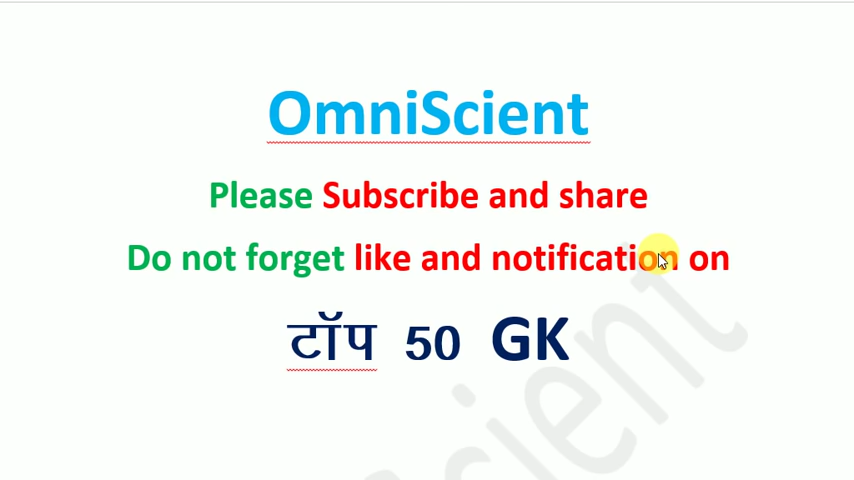 OmniScient
Please Subscribe and share
Do not forget like and notification on
टॉप 50 GK